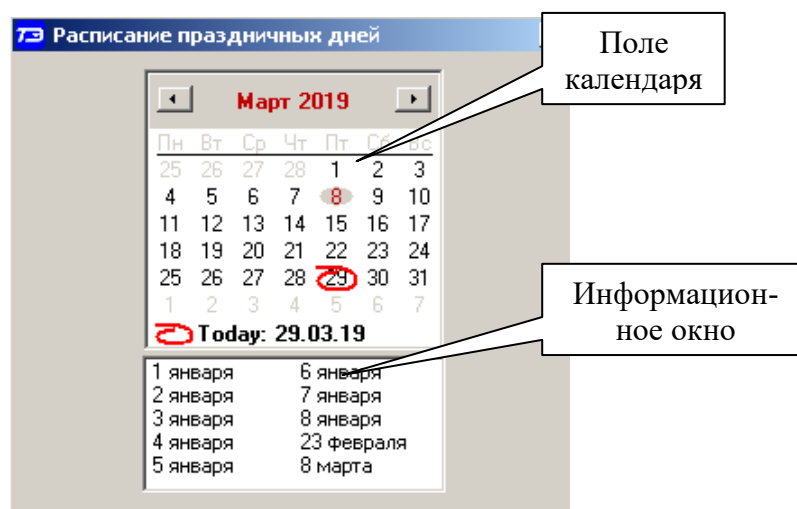 ТЭ Расписание праздничных дней
Поле
календаря
Март 2019
Пн Вт Ср Чт Пт Сб Вс
25 26 27 28 1 2 3
4 5 6 7 8 9 10
11 12 13 14 15 16 17
18 19 20 21 22 23 24
25 26 27 28 29 30 31
1 2 3 4 5 6 7
Today: 29.03.19
Информацион-
ное окно
1 января 6 января
2 января 7 января
3 января 8 января
4 января 23 февраля
5 января 8 марта